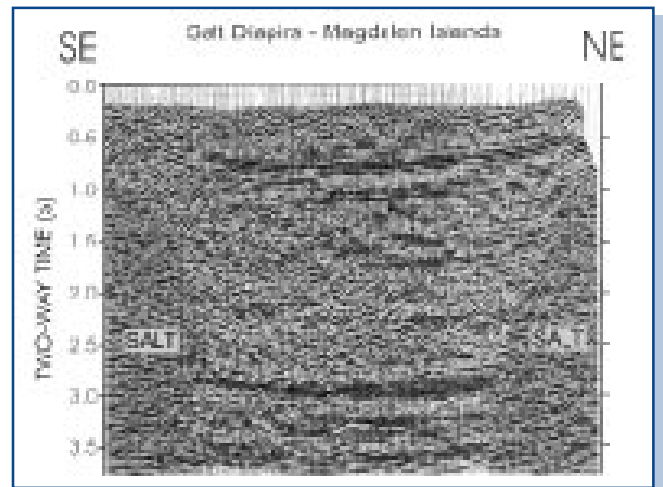 SE
Salt Diapirs - Magdalen Islands
NE
0.0
0.5
1.0
1.5
2.0
2.5
3.0
3.5
TWO-WAY TIME (s)
SALT
SALT